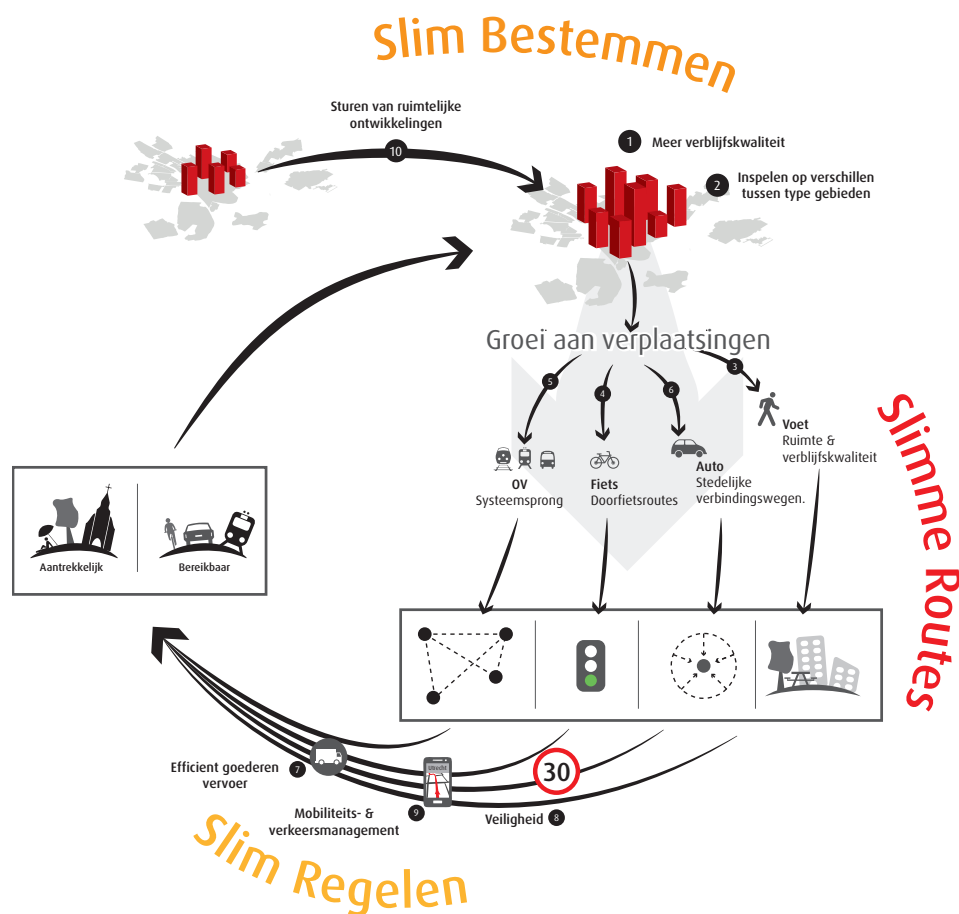 Slim Bestemmen
Sturen van ruimtelijke
ontwikkelingen
10
1 Meer verblijfskwaliteit
2 Inspelen op verschillen
tussen type gebieden
Groei aan verplaatsingen
5
4
6
3
OV
Systeemsprong
Fiets
Doorfietsroutes
Auto
Stedelijke
verbindingswegen.
Voet
Ruimte &
verblijfskwaliteit
Slimme Routes
Aantrekkelijk
Bereikbaar
Efficient goederen
vervoer
7
Utrecht
30
Mobiliteits- &
verkeersmanagement
9
Veiligheid 8
Slim Regelen